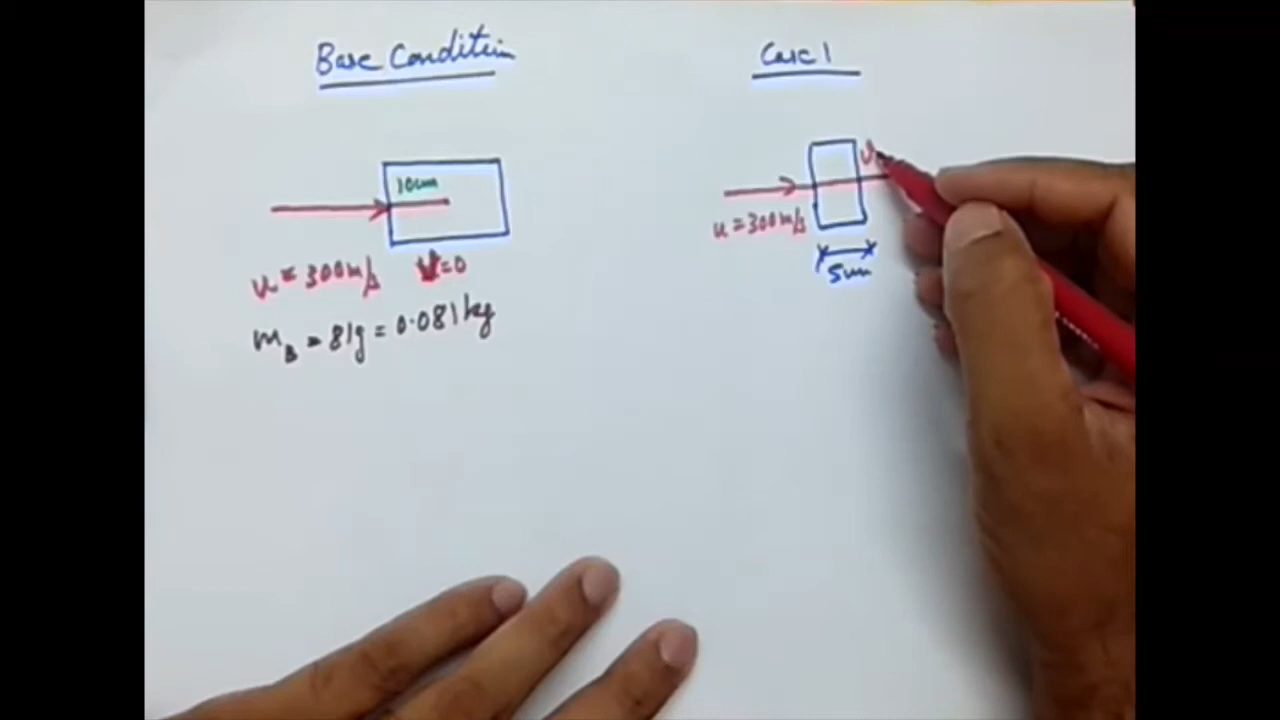 Base Condition
Case 1
10cm
u = 300m/s
v=0
m_B = 81g = 0.081kg
u = 300m/s
5cm